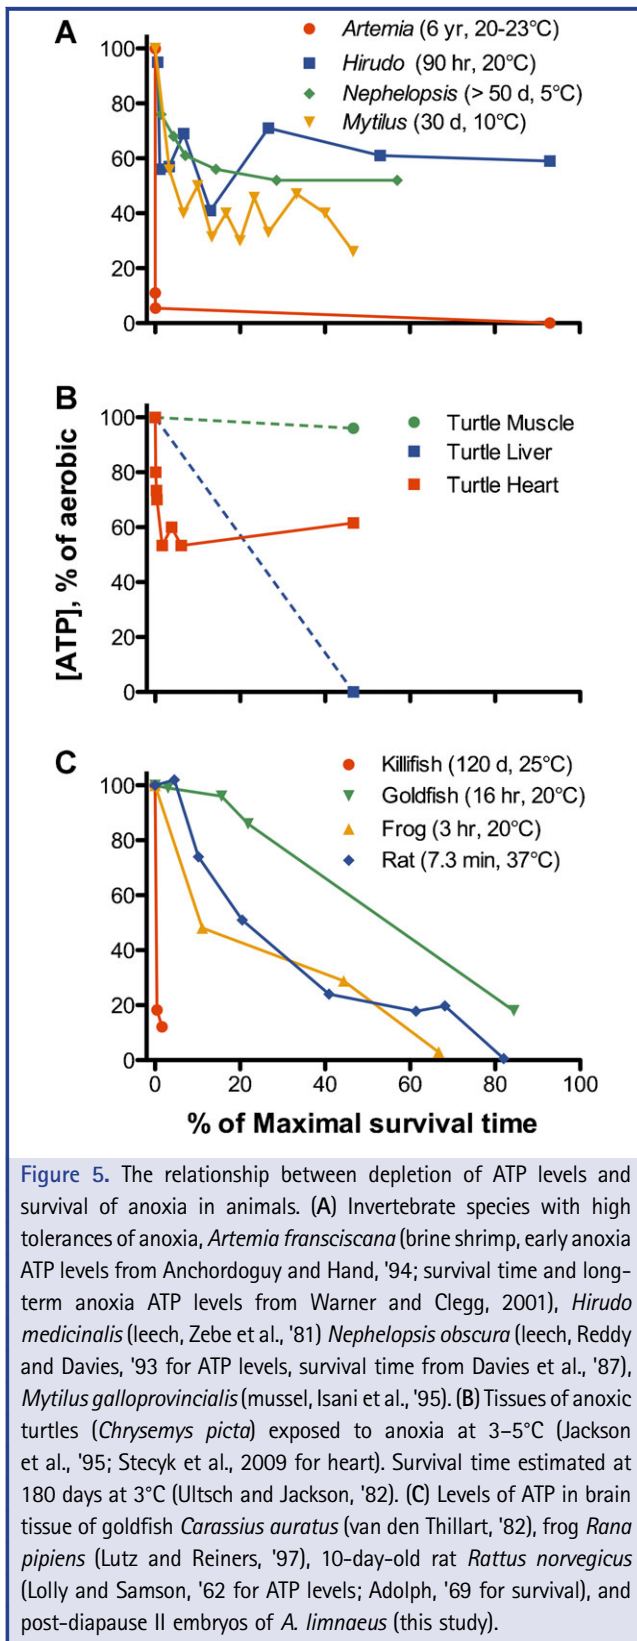 A
Artemia (6 yr, 20-23°C)
Hirudo (90 hr, 20°C)
Nephelopsis (> 50 d, 5°C)
Mytilus (30 d, 10°C)
100
80
60
40
20
0
B
Turtle Muscle
Turtle Liver
Turtle Heart
100
80
60
40
20
0
[ATP], % of aerobic
C
Killifish (120 d, 25°C)
Goldfish (16 hr, 20°C)
Frog (3 hr, 20°C)
Rat (7.3 min, 37°C)
100
80
60
40
20
0
0 20 40 60 80 100
% of Maximal survival time
Figure 5. The relationship between depletion of ATP levels and
survival of anoxia in animals. (A) Invertebrate species with high
tolerances of anoxia, Artemia fransciscana (brine shrimp, early anoxia
ATP levels from Anchordoguy and Hand, '94; survival time and long-
term anoxia ATP levels from Warner and Clegg, 2001), Hirudo
medicinalis (leech, Zebe et al., '81) Nephelopsis obscura (leech, Reddy
and Davies, '93 for ATP levels, survival time from Davies et al., '87),
Mytilus galloprovincialis (mussel, Isani et al., '95). (B) Tissues of anoxic
turtles (Chrysemys picta) exposed to anoxia at 3–5°C (Jackson
et al., '95; Stecyk et al., 2009 for heart). Survival time estimated at
180 days at 3°C (Ultsch and Jackson, '82). (C) Levels of ATP in brain
tissue of goldfish Carassius auratus (van den Thillart, '82), frog Rana
pipiens (Lutz and Reiners, '97), 10-day-old rat Rattus norvegicus
(Lolly and Samson, '62 for ATP levels; Adolph, '69 for survival), and
post-diapause II embryos of A. limnaeus (this study).